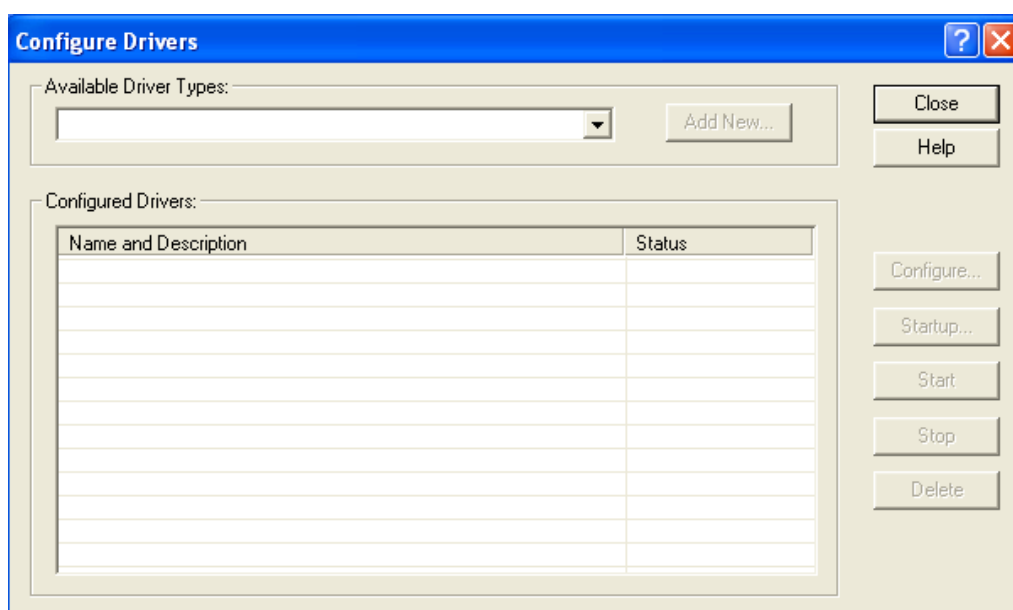 Configure Drivers
Available Driver Types:
Add New...
Close
Help
Configured Drivers:
Name and Description
Status
Configure...
Startup...
Start
Stop
Delete